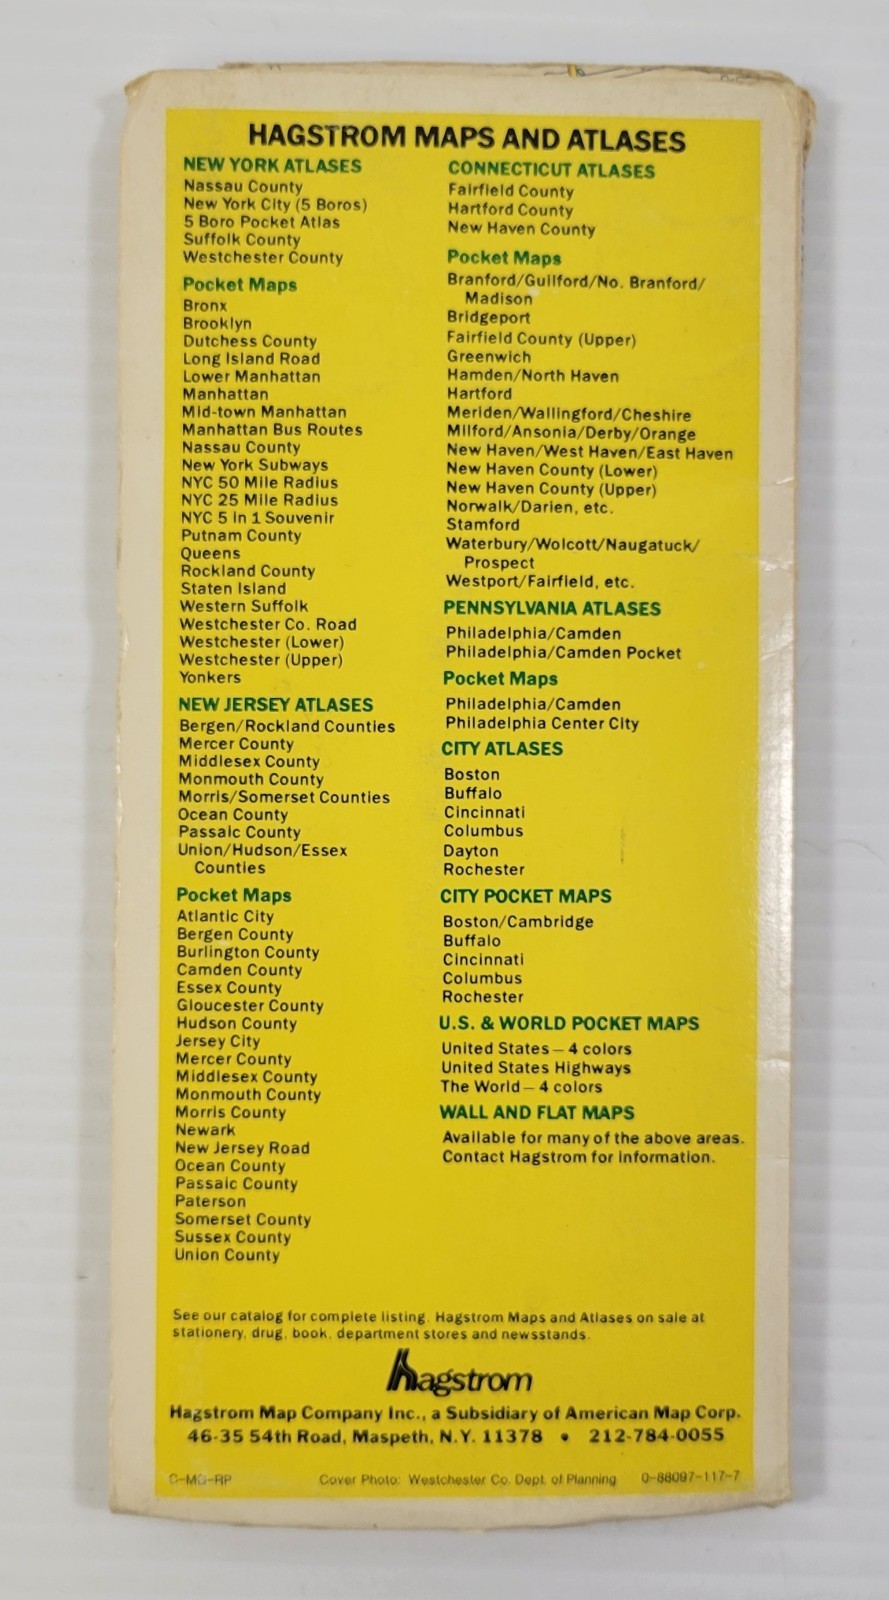 HAGSTROM MAPS AND ATLASES
NEW YORK ATLASES
Nassau County
New York City (5 Boros)
5 Boro Pocket Atlas
Suffolk County
Westchester County
Pocket Maps
Bronx
Brooklyn
Dutchess County
Long Island Road
Lower Manhattan
Manhattan
Mid-town Manhattan
Manhattan Bus Routes
Nassau County
New York Subways
NYC 50 Mile Radius
NYC 25 Mile Radius
NYC 5 in 1 Souvenir
Putnam County
Queens
Rockland County
Staten Island
Western Suffolk
Westchester Co. Road
Westchester (Lower)
Westchester (Upper)
Yonkers
NEW JERSEY ATLASES
Bergen/Rockland Counties
Mercer County
Middlesex County
Monmouth County
Morris/Somerset Counties
Ocean County
Passaic County
Union/Hudson/Essex
Counties
Pocket Maps
Atlantic City
Bergen County
Burlington County
Camden County
Essex County
Gloucester County
Hudson County
Jersey City
Mercer County
Middlesex County
Monmouth County
Morris County
Newark
New Jersey Road
Ocean County
Passaic County
Paterson
Somerset County
Sussex County
Union County
CONNECTICUT ATLASES
Fairfield County
Hartford County
New Haven County
Pocket Maps
Branford/Guilford/No. Branford/
Madison
Bridgeport
Fairfield County (Upper)
Greenwich
Hamden/North Haven
Hartford
Meriden/Wallingford/Cheshire
Milford/Ansonia/Derby/Orange
New Haven/West Haven/East Haven
New Haven County (Lower)
New Haven County (Upper)
Norwalk/Darien, etc.
Stamford
Waterbury/Wolcott/Naugatuck/
Prospect
Westport/Fairfield, etc.
PENNSYLVANIA ATLASES
Philadelphia/Camden
Philadelphia/Camden Pocket
Pocket Maps
Philadelphia/Camden
Philadelphia Center City
CITY ATLASES
Boston
Buffalo
Cincinnati
Columbus
Dayton
Rochester
CITY POCKET MAPS
Boston/Cambridge
Buffalo
Cincinnati
Columbus
Rochester
U.S. & WORLD POCKET MAPS
United States – 4 colors
United States Highways
The World – 4 colors
WALL AND FLAT MAPS
Available for many of the above areas.
Contact Hagstrom for information.
See our catalog for complete listing. Hagstrom Maps and Atlases on sale at
stationery, drug, book, department stores and newsstands.
hagstrom
Hagstrom Map Company Inc., a Subsidiary of American Map Corp.
46-35 54th Road, Maspeth, N.Y. 11378 • 212-784-0055
C-MG-RP Cover Photo: Westchester Co. Dept. of Planning 0-88097-117-7